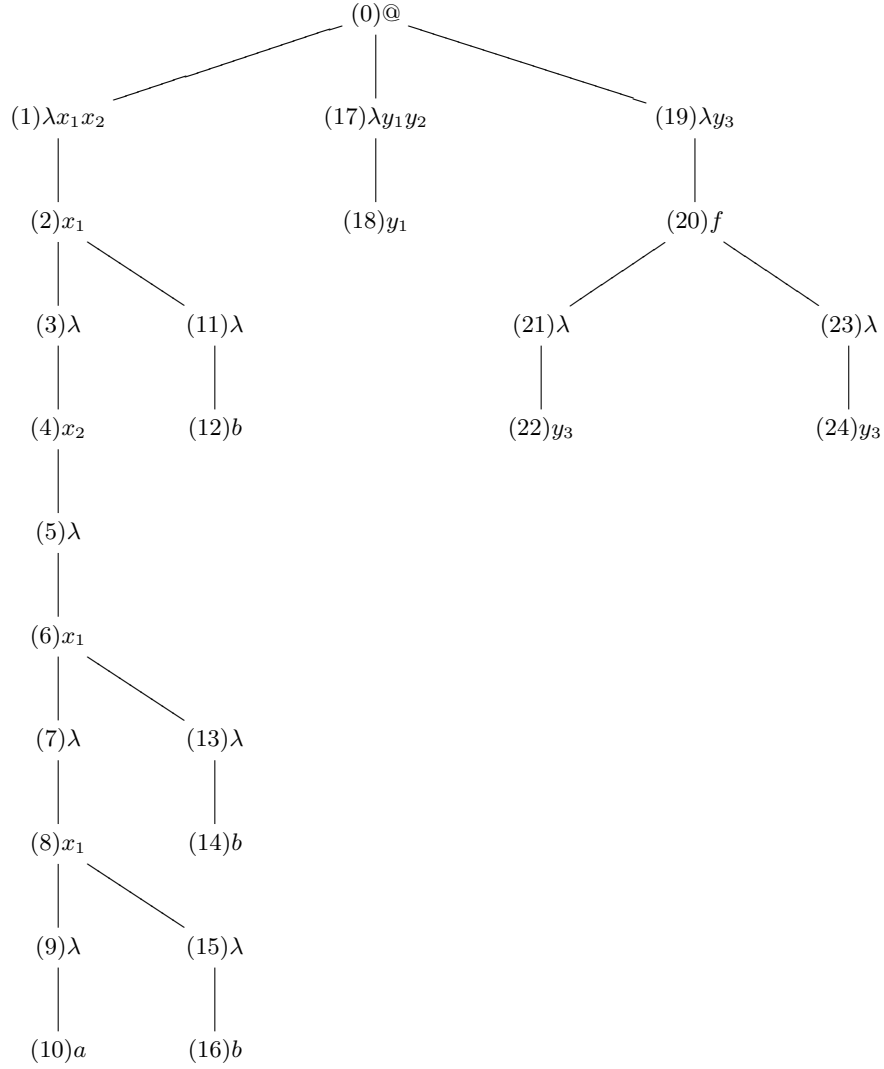 (0)@
(1)λx₁x₂ (17)λy₁y₂ (19)λy₃
(2)x₁ (18)y₁ (20)f
(3)λ (11)λ (21)λ (23)λ
(4)x₂ (12)b (22)y₃ (24)y₃
(5)λ
(6)x₁
(7)λ (13)λ
(8)x₁ (14)b
(9)λ (15)λ
(10)a (16)b